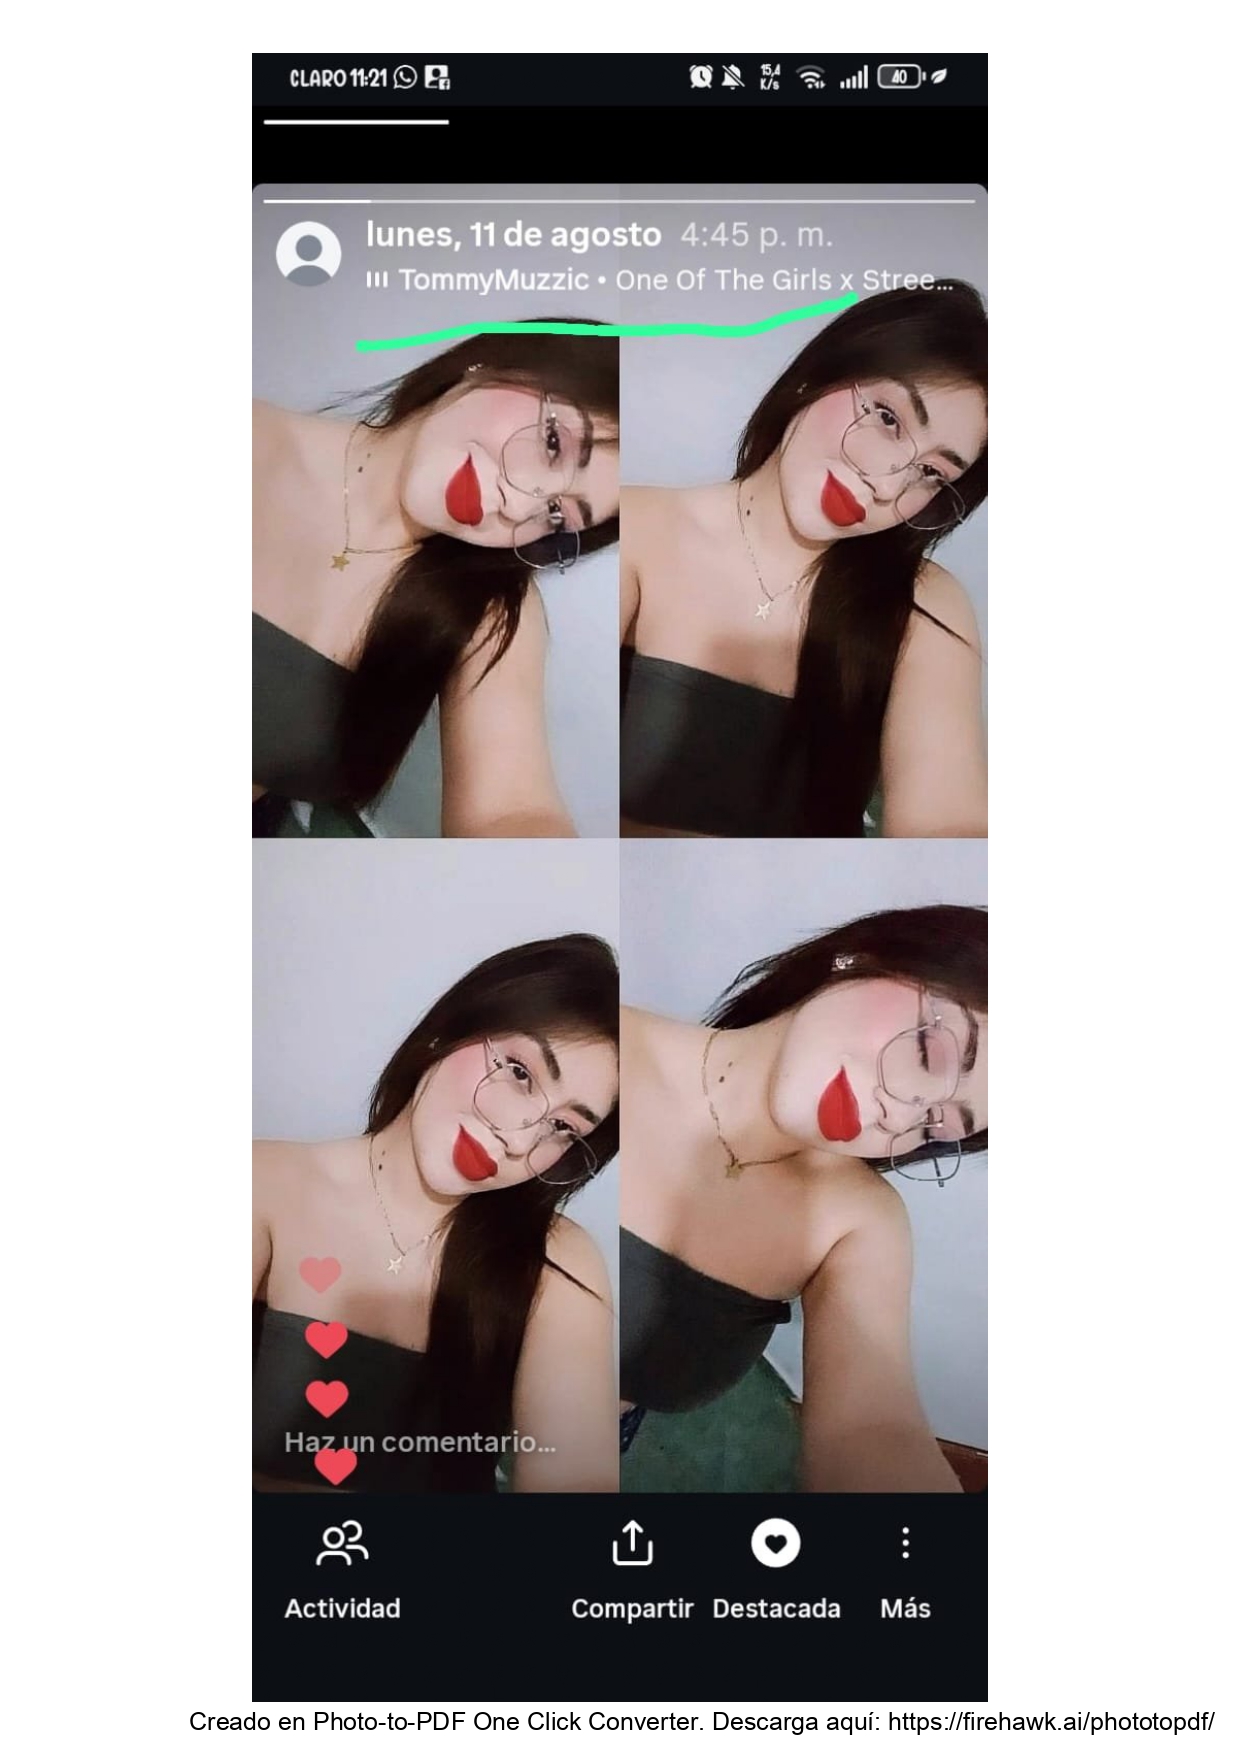 CLARO 11:21 15,4 K/s 40
lunes, 11 de agosto 4:45 p. m.
TommyMuzzic • One Of The Girls x Stree...
Haz un comentario...
Actividad Compartir Destacada Más
Creado en Photo-to-PDF One Click Converter. Descarga aquí: https://firehawk.ai/phototopdf/